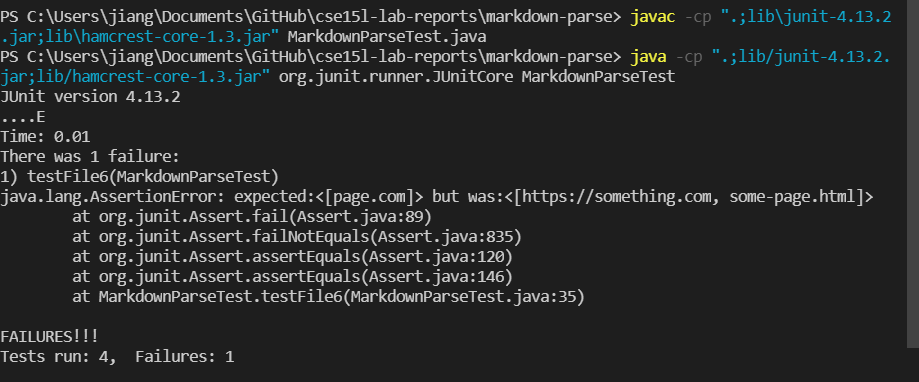 PS C:\Users\jiang\Documents\GitHub\cse15l-lab-reports\markdown-parse> javac -cp ".;lib\junit-4.13.2
.jar;lib\hamcrest-core-1.3.jar" MarkdownParseTest.java
PS C:\Users\jiang\Documents\GitHub\cse15l-lab-reports\markdown-parse> java -cp ".;lib/junit-4.13.2.
jar;lib/hamcrest-core-1.3.jar" org.junit.runner.JUnitCore MarkdownParseTest
JUnit version 4.13.2
....E
Time: 0.01
There was 1 failure:
1) testFile6(MarkdownParseTest)
java.lang.AssertionError: expected:<[page.com]> but was:<[https://something.com, some-page.html]>
        at org.junit.Assert.fail(Assert.java:89)
        at org.junit.Assert.failNotEquals(Assert.java:835)
        at org.junit.Assert.assertEquals(Assert.java:120)
        at org.junit.Assert.assertEquals(Assert.java:146)
        at MarkdownParseTest.testFile6(MarkdownParseTest.java:35)
FAILURES!!!
Tests run: 4,  Failures: 1